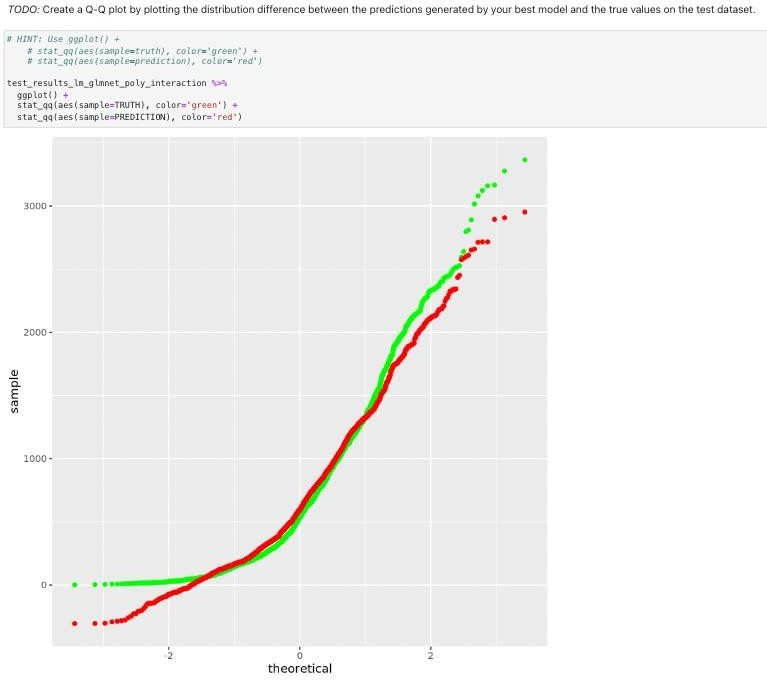 TODO: Create a Q-Q plot by plotting the distribution difference between the predictions generated by your best model and the true values on the test dataset.
# HINT: Use ggplot() +
# stat_qq(aes(sample=truth), color='green') +
# stat_qq(aes(sample=prediction), color='red')
test_results_lm_glmnet_poly_interaction %>%
ggplot() +
stat_qq(aes(sample=TRUTH), color='green') +
stat_qq(aes(sample=PREDICTION), color='red')
3000
2000
1000
0
sample
-2 0 2
theoretical